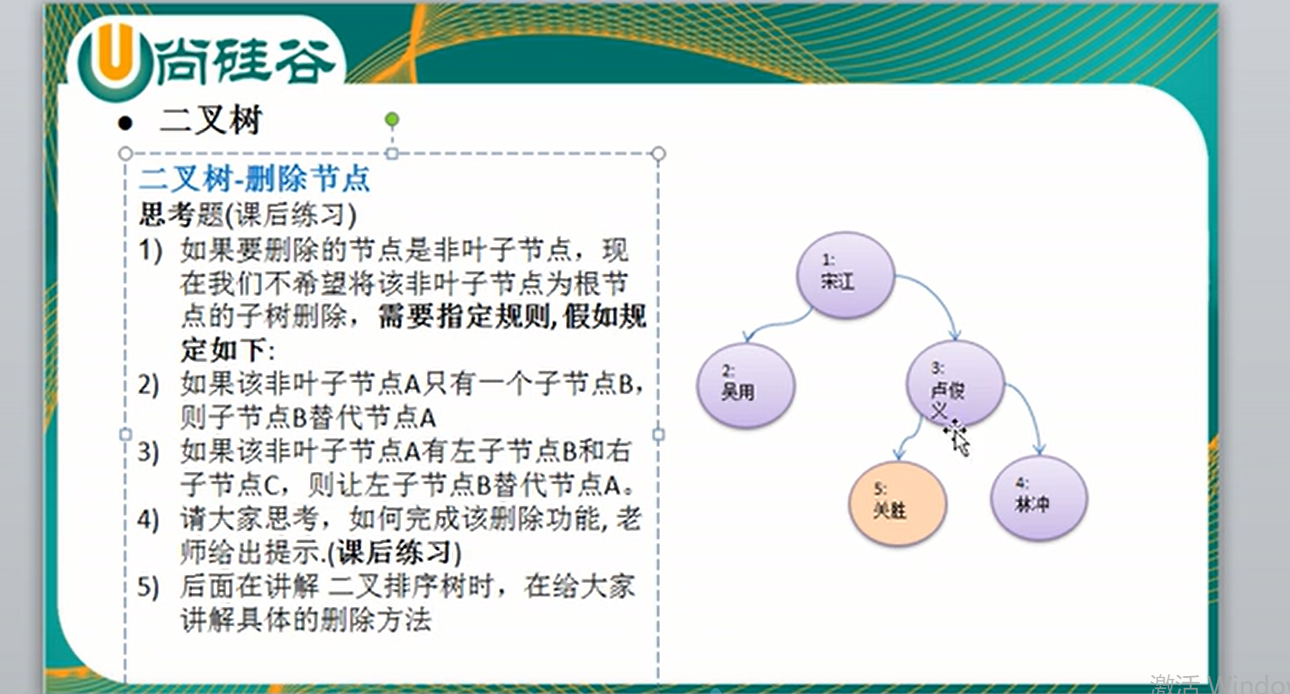 尚硅谷
● 二叉树
二叉树-删除节点
思考题(课后练习)
1) 如果要删除的节点是非叶子节点，现
在我们不希望将该非叶子节点为根节
点的子树删除，需要指定规则, 假如规
定如下:
2) 如果该非叶子节点A只有一个子节点B，
则子节点B替代节点A
3) 如果该非叶子节点A有左子节点B和右
子节点C，则让左子节点B替代节点A。
4) 请大家思考，如何完成该删除功能, 老
师给出提示.(课后练习)
5) 后面在讲解 二叉排序树时，在给大家
讲解具体的删除方法
1:
宋江
2:
吴用
3:
卢俊
义
5:
关胜
4:
林冲
激活 Window